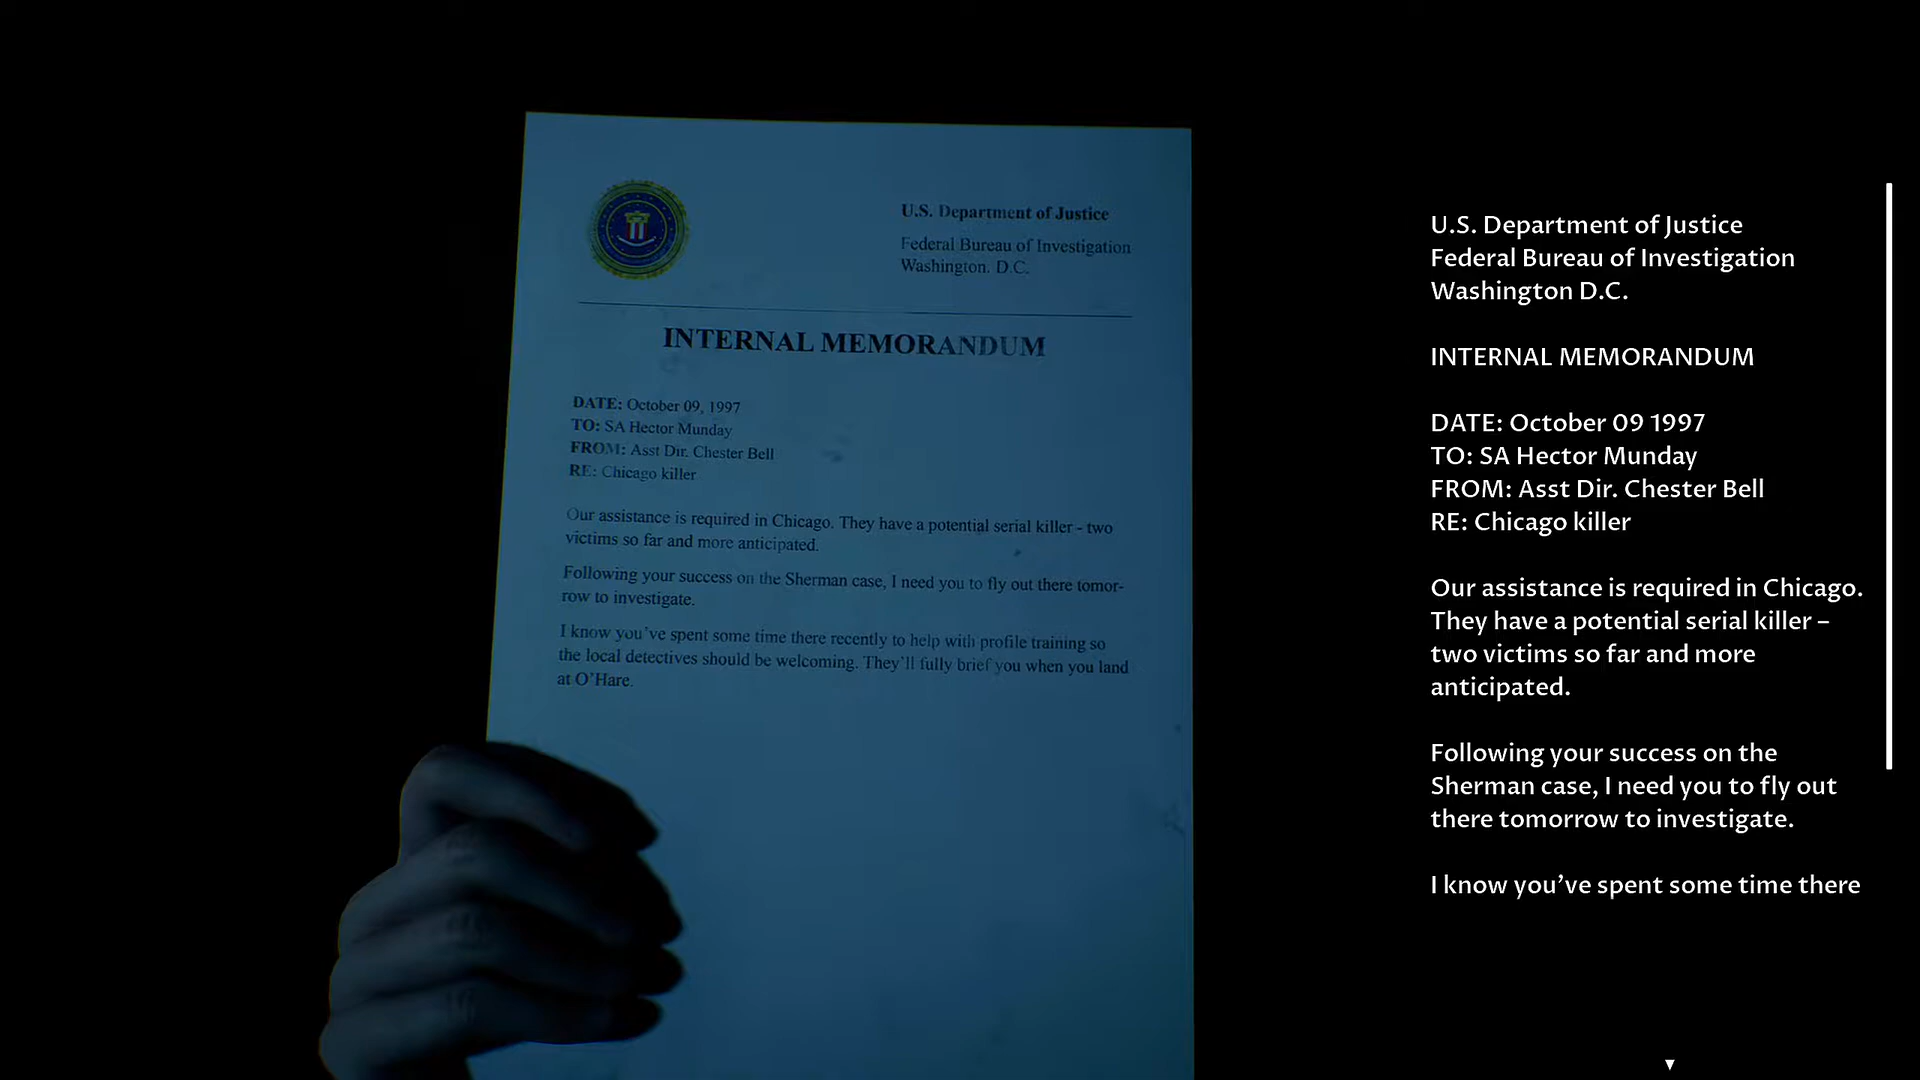 U.S. Department of Justice
Federal Bureau of Investigation
Washington, D.C.
INTERNAL MEMORANDUM
DATE: October 09, 1997
TO: SA Hector Munday
FROM: Asst Dir. Chester Bell
RE: Chicago killer
Our assistance is required in Chicago. They have a potential serial killer - two
victims so far and more anticipated.
Following your success on the Sherman case, I need you to fly out there tomor-
row to investigate.
I know you've spent some time there recently to help with profile training so
the local detectives should be welcoming. They'll fully brief you when you land
at O'Hare.
U.S. Department of Justice
Federal Bureau of Investigation
Washington D.C.
INTERNAL MEMORANDUM
DATE: October 09 1997
TO: SA Hector Munday
FROM: Asst Dir. Chester Bell
RE: Chicago killer
Our assistance is required in Chicago.
They have a potential serial killer –
two victims so far and more
anticipated.
Following your success on the
Sherman case, I need you to fly out
there tomorrow to investigate.
I know you've spent some time there